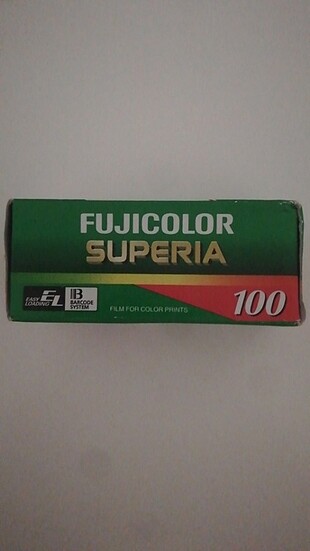 FUJICOLOR
SUPERIA
EASY LOADING EL
B BARCODE SYSTEM
FILM FOR COLOR PRINTS
100